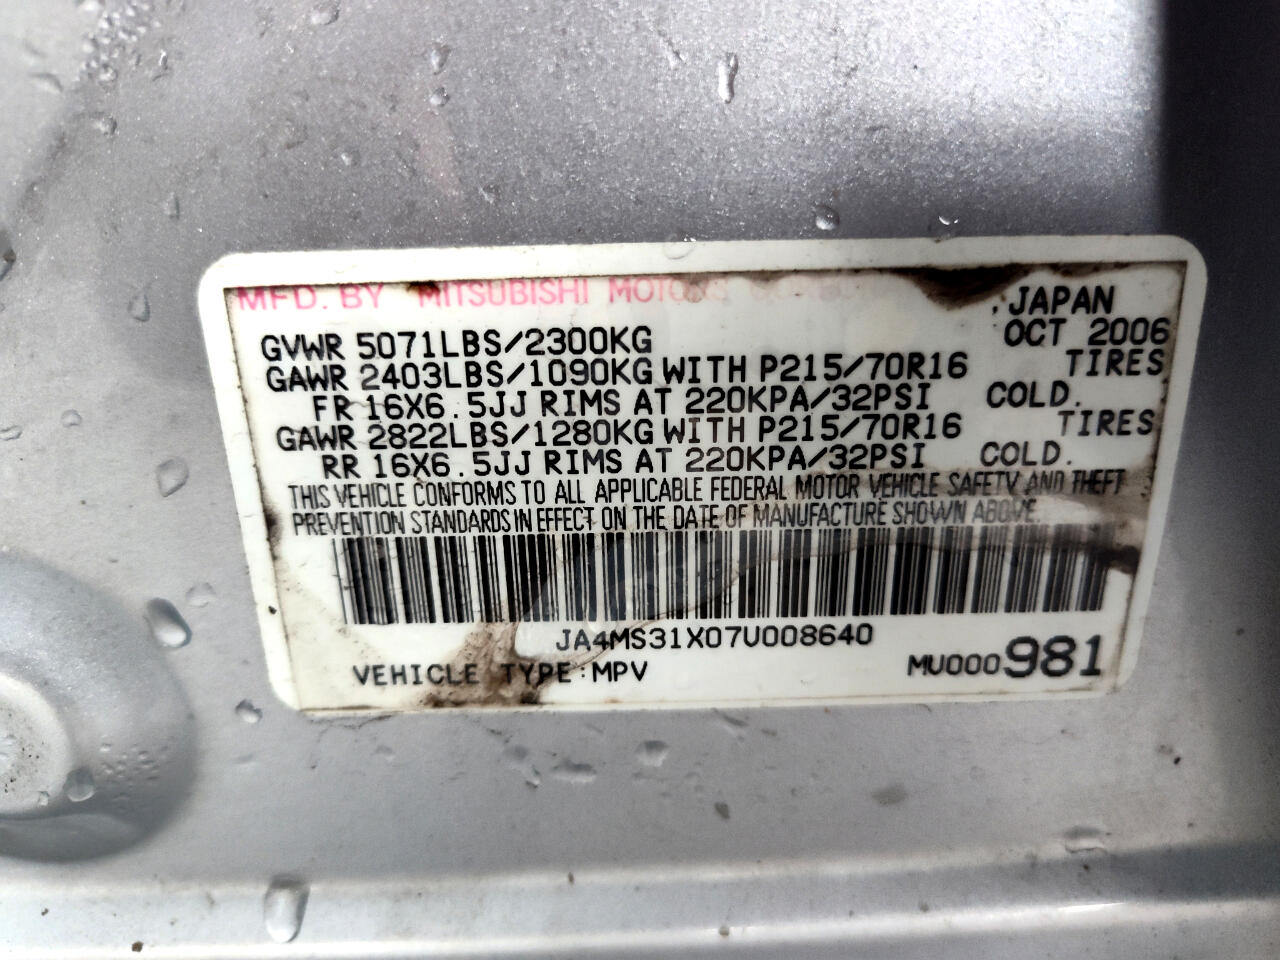 MFD. BY MITSUBISHI MOTORS
JAPAN
OCT 2006
GVWR 5071LBS/2300KG
GAWR 2403LBS/1090KG WITH P215/70R16 TIRES
FR 16X6.5JJ RIMS AT 220KPA/32PSI COLD.
GAWR 2822LBS/1280KG WITH P215/70R16 TIRES
RR 16X6.5JJ RIMS AT 220KPA/32PSI COLD.
THIS VEHICLE CONFORMS TO ALL APPLICABLE FEDERAL MOTOR VEHICLE SAFETY AND THEFT
PREVENTION STANDARDS IN EFFECT ON THE DATE OF MANUFACTURE SHOWN ABOVE.
JA4MS31X07U008640
VEHICLE TYPE:MPV
MU000981